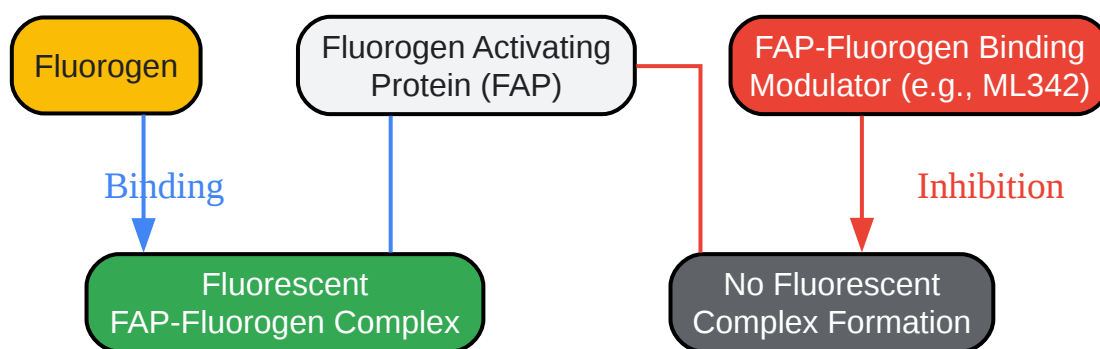 Fluorogen
Fluorogen Activating
Protein (FAP)
FAP-Fluorogen Binding
Modulator (e.g., ML342)
Binding
Inhibition
Fluorescent
FAP-Fluorogen Complex
No Fluorescent
Complex Formation